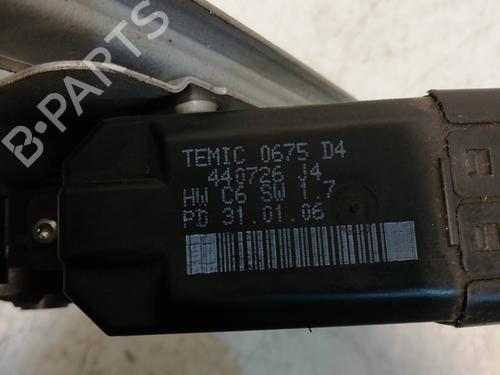 B-PARTS
TEMIC 0675 D4
440726 J4
HW C6 SW 1.7
PD 31.01.06